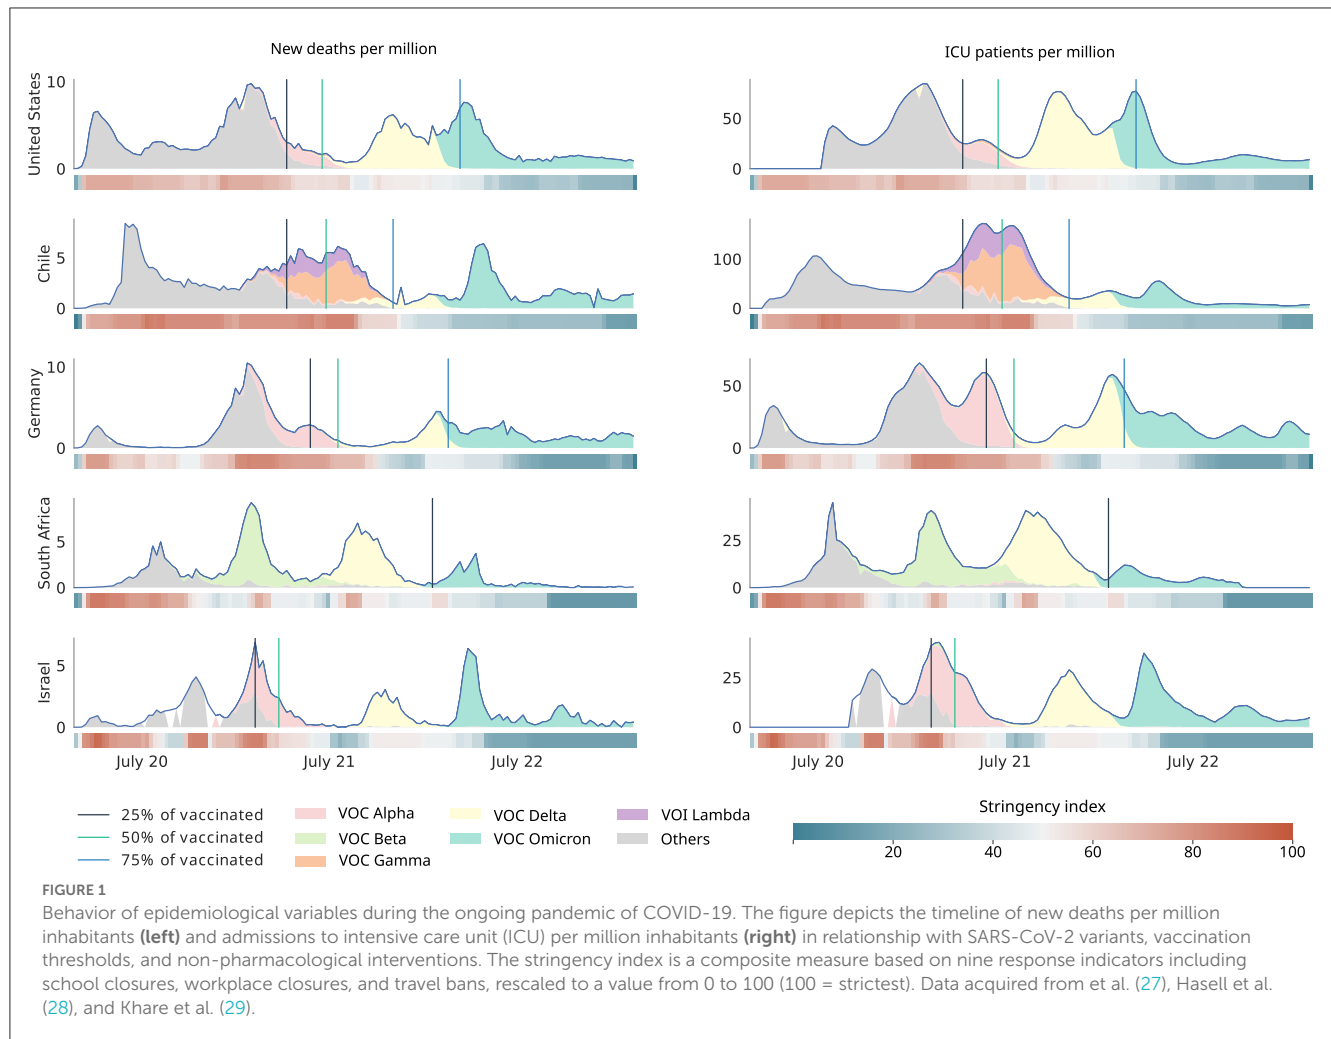 New deaths per million
ICU patients per million
United States
10
0
50
0
Chile
5
0
100
0
Germany
10
0
50
0
South Africa
5
0
25
0
Israel
5
0
25
0
July 20
July 21
July 22
July 20
July 21
July 22
25% of vaccinated
50% of vaccinated
75% of vaccinated
VOC Alpha
VOC Beta
VOC Gamma
VOC Delta
VOC Omicron
VOI Lambda
Others
Stringency index
20
40
60
80
100
FIGURE 1
Behavior of epidemiological variables during the ongoing pandemic of COVID-19. The figure depicts the timeline of new deaths per million
inhabitants (left) and admissions to intensive care unit (ICU) per million inhabitants (right) in relationship with SARS-CoV-2 variants, vaccination
thresholds, and non-pharmacological interventions. The stringency index is a composite measure based on nine response indicators including
school closures, workplace closures, and travel bans, rescaled to a value from 0 to 100 (100 = strictest). Data acquired from et al. (27), Hasell et al.
(28), and Khare et al. (29).